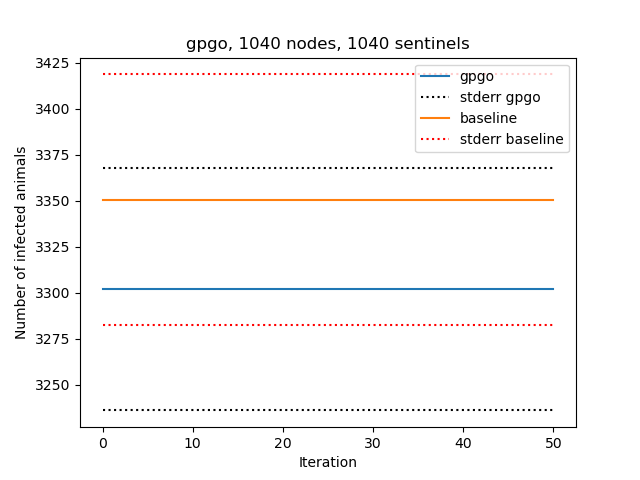 gpgo, 1040 nodes, 1040 sentinels
3425
3400
3375
3350
3325
3300
3275
3250
Number of infected animals
gpgo
stderr gpgo
baseline
stderr baseline
0 10 20 30 40 50
Iteration